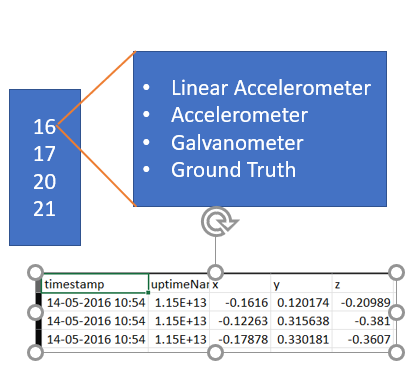 • Linear Accelerometer
• Accelerometer
• Galvanometer
• Ground Truth
16
17
20
21
timestamp uptimeNar x y z
14-05-2016 10:54 1.15E+13 -0.1616 0.120174 -0.20989
14-05-2016 10:54 1.15E+13 -0.12263 0.315638 -0.381
14-05-2016 10:54 1.15E+13 -0.17878 0.330181 -0.3607